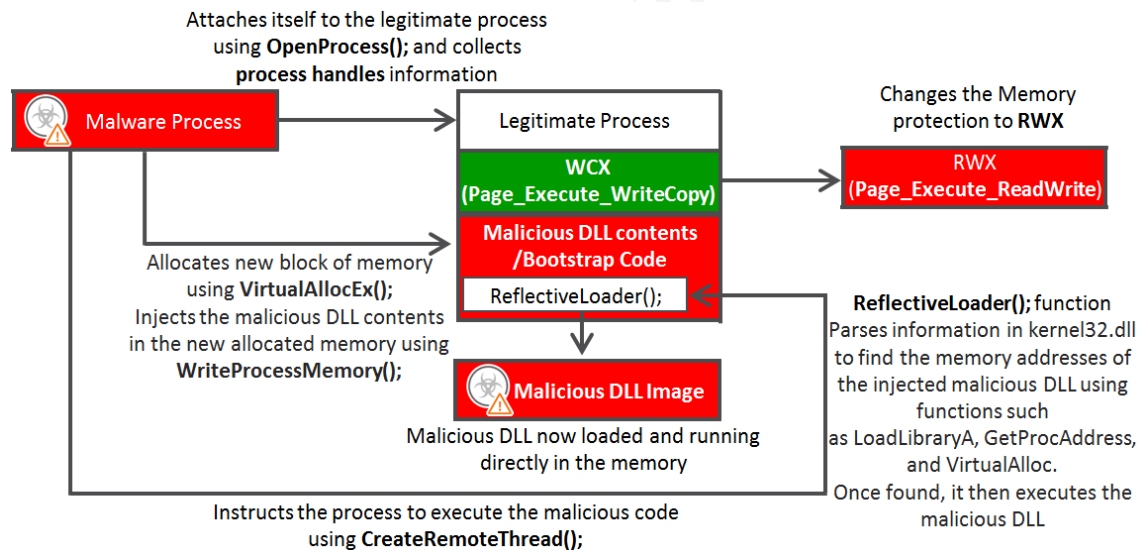 Attaches itself to the legitimate process
using OpenProcess(); and collects
process handles information
Malware Process
Legitimate Process
WCX
(Page_Execute_WriteCopy)
Changes the Memory
protection to RWX
RWX
(Page_Execute_ReadWrite)
Malicious DLL contents
/Bootstrap Code
ReflectiveLoader();
Allocates new block of memory
using VirtualAllocEx();
Injects the malicious DLL contents
in the new allocated memory using
WriteProcessMemory();
Malicious DLL Image
Malicious DLL now loaded and running
directly in the memory
ReflectiveLoader(); function
Parses information in kernel32.dll
to find the memory addresses of
the injected malicious DLL using
functions such
as LoadLibraryA, GetProcAddress,
and VirtualAlloc.
Once found, it then executes the
malicious DLL
Instructs the process to execute the malicious code
using CreateRemoteThread();